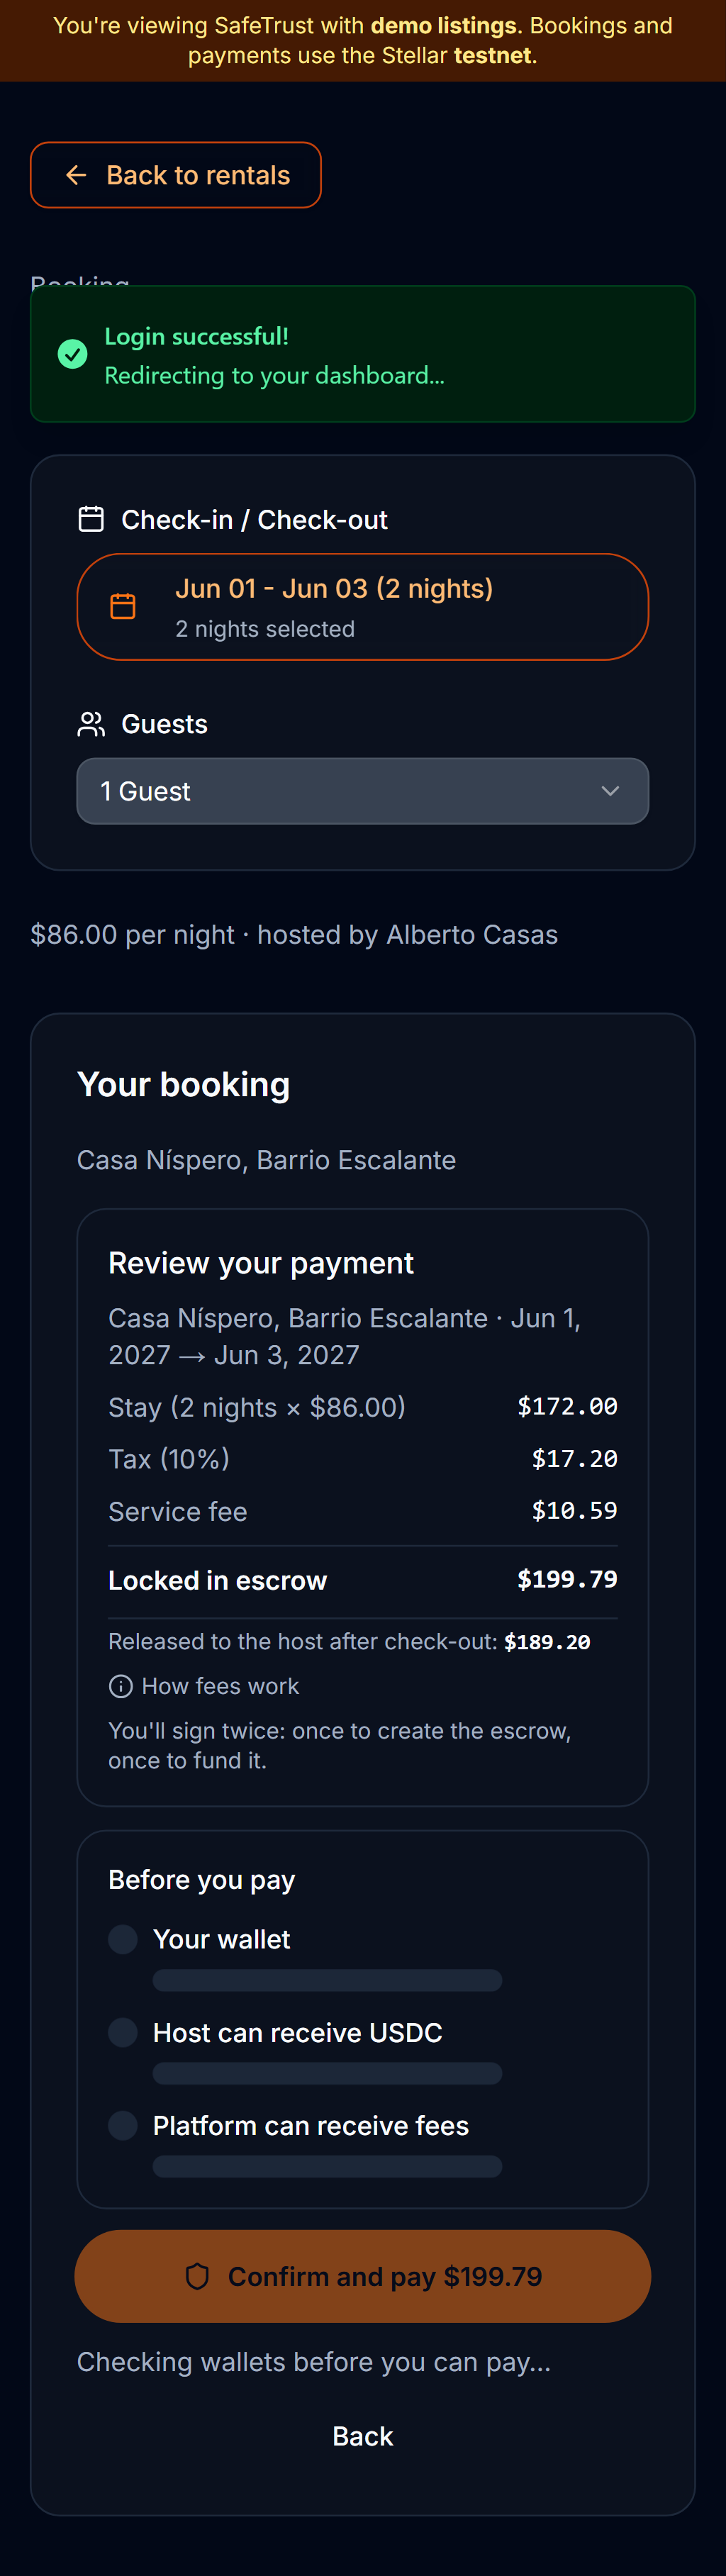 You're viewing SafeTrust with demo listings. Bookings and
payments use the Stellar testnet.
Back to rentals
Booking
Login successful!
Redirecting to your dashboard...
Check-in / Check-out
Jun 01 - Jun 03 (2 nights)
2 nights selected
Guests
1 Guest
$86.00 per night · hosted by Alberto Casas
Your booking
Casa Níspero, Barrio Escalante
Review your payment
Casa Níspero, Barrio Escalante · Jun 1,
2027 → Jun 3, 2027
Stay (2 nights × $86.00) $172.00
Tax (10%) $17.20
Service fee $10.59
Locked in escrow $199.79
Released to the host after check-out: $189.20
How fees work
You'll sign twice: once to create the escrow,
once to fund it.
Before you pay
Your wallet
Host can receive USDC
Platform can receive fees
Confirm and pay $199.79
Checking wallets before you can pay...
Back